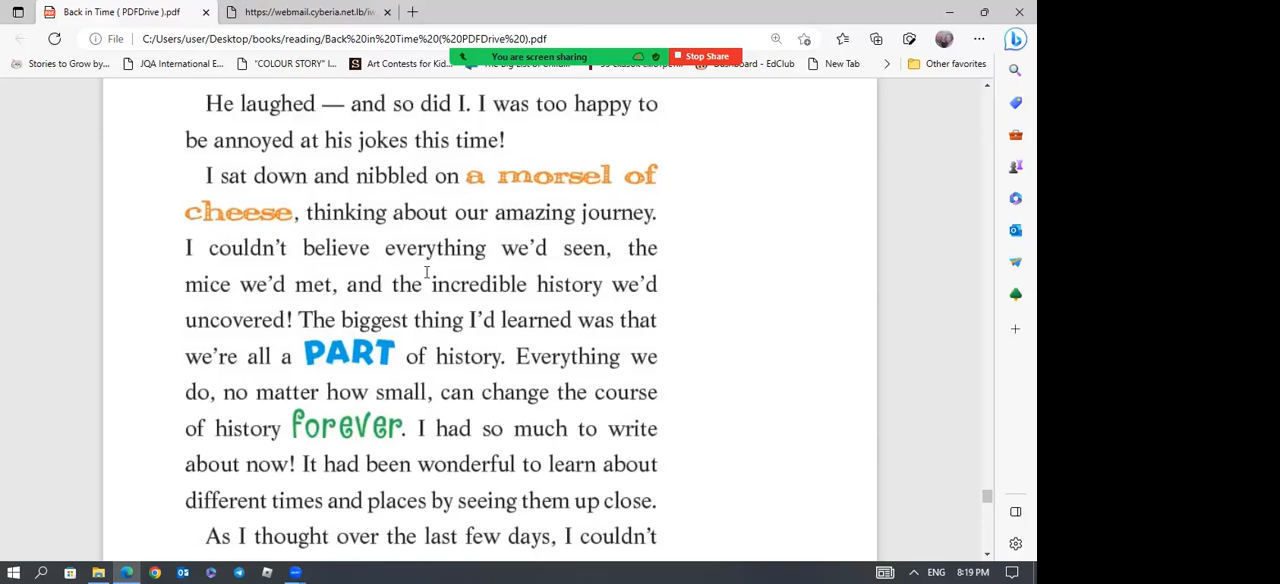 Back in Time ( PDFDrive ).pdf
https://webmail.cyberia.net.lb/iw
File
C:/Users/user/Desktop/books/reading/Back%20in%20Time%20(%20PDFDrive%20).pdf
You are screen sharing
Stop Share
Stories to Grow by...
JQA International E...
"COLOUR STORY" I...
Art Contests for Kid...
EdClub
New Tab
Other favorites
He laughed — and so did I. I was too happy to
be annoyed at his jokes this time!
I sat down and nibbled on a morsel of
cheese, thinking about our amazing journey.
I couldn't believe everything we'd seen, the
mice we'd met, and the incredible history we'd
uncovered! The biggest thing I'd learned was that
we're all a PART of history. Everything we
do, no matter how small, can change the course
of history forever. I had so much to write
about now! It had been wonderful to learn about
different times and places by seeing them up close.
As I thought over the last few days, I couldn't
ENG
8:19 PM